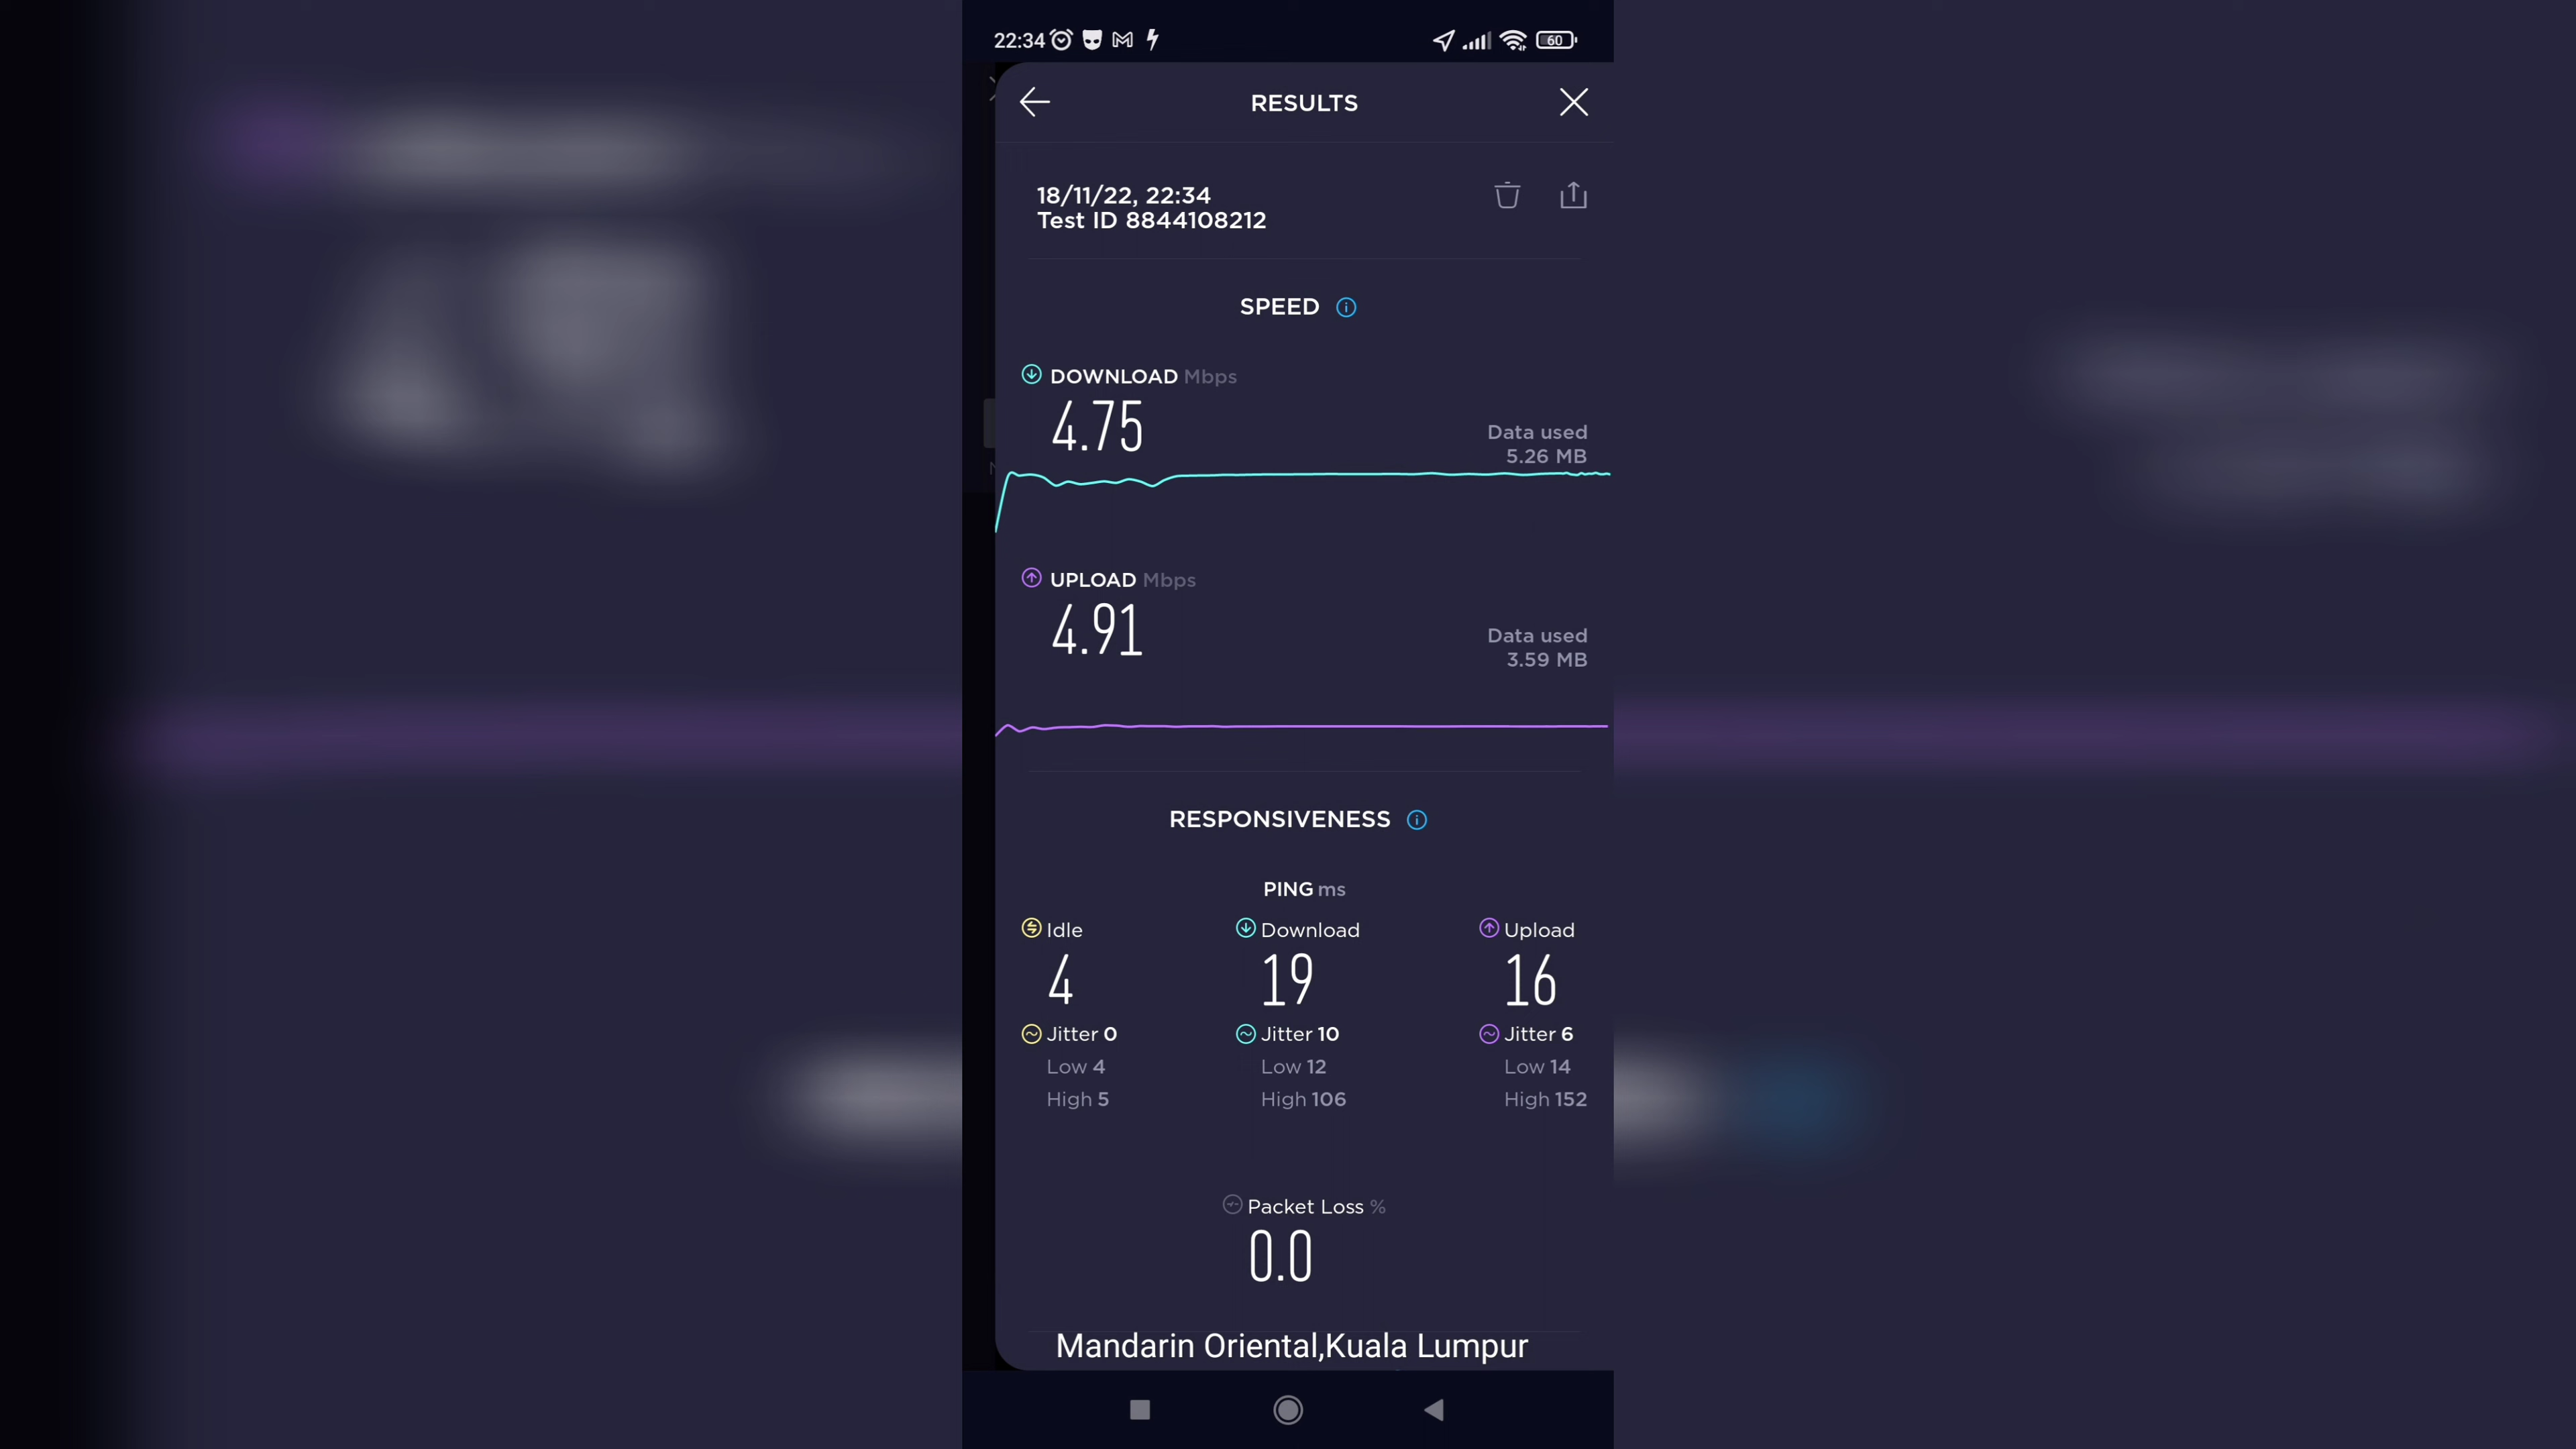 22:34
60
RESULTS
18/11/22, 22:34
Test ID 8844108212
SPEED
DOWNLOAD Mbps
4.75
Data used
5.26 MB
UPLOAD Mbps
4.91
Data used
3.59 MB
RESPONSIVENESS
PING ms
Idle Download Upload
4 19 16
Jitter 0 Jitter 10 Jitter 6
Low 4 Low 12 Low 14
High 5 High 106 High 152
Packet Loss %
0.0
Mandarin Oriental,Kuala Lumpur